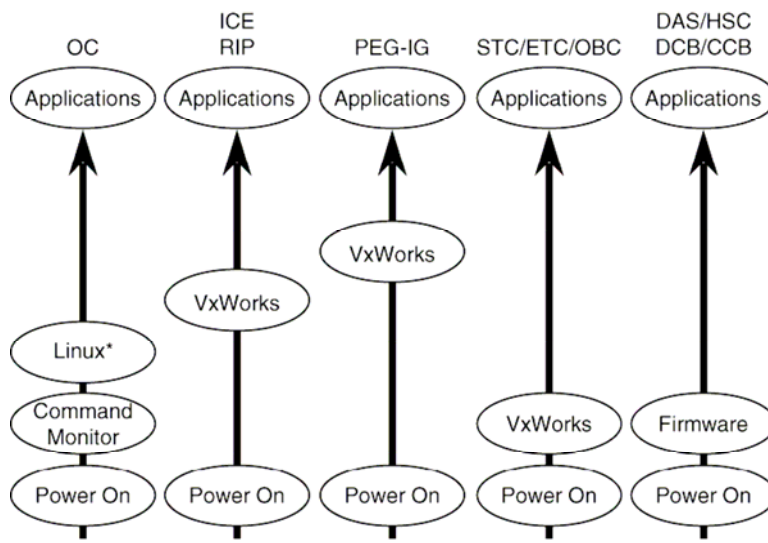 OC
ICE
RIP
PEG-IG
STC/ETC/OBC
DAS/HSC
DCB/CCB
Applications
Applications
Applications
Applications
Applications
VxWorks
VxWorks
Linux*
Command
Monitor
VxWorks
Firmware
Power On
Power On
Power On
Power On
Power On